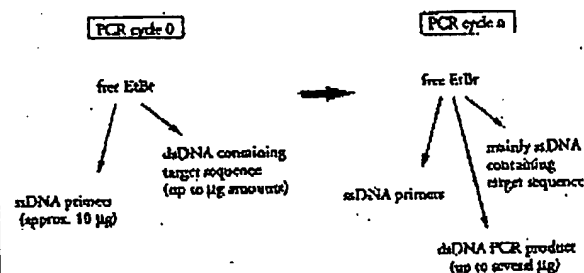 PCR cycle 0
free EtBr
dsDNA containing
target sequence
(up to µg amounts)
ssDNA primers
(approx. 10 µg)
PCR cycle n
free EtBr
mainly ssDNA
containing
target sequence
ssDNA primers
dsDNA PCR product
(up to several µg)